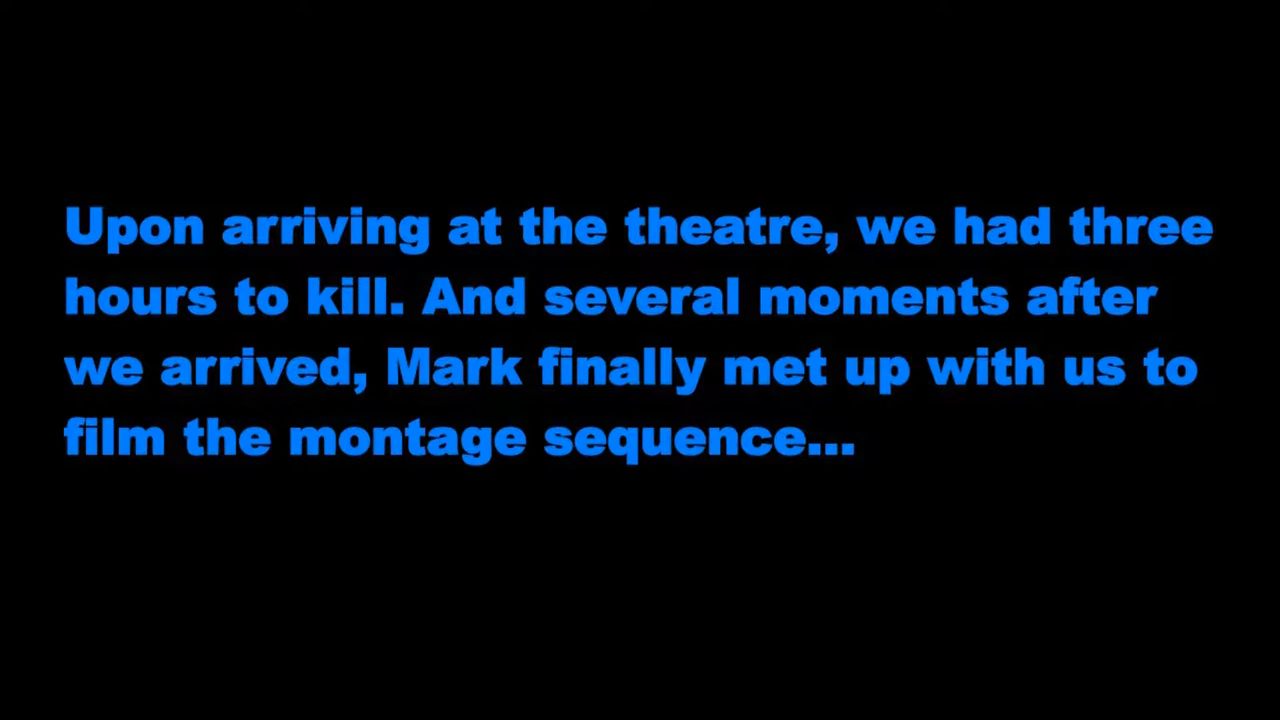 Upon arriving at the theatre, we had three
hours to kill. And several moments after
we arrived, Mark finally met up with us to
film the montage sequence...